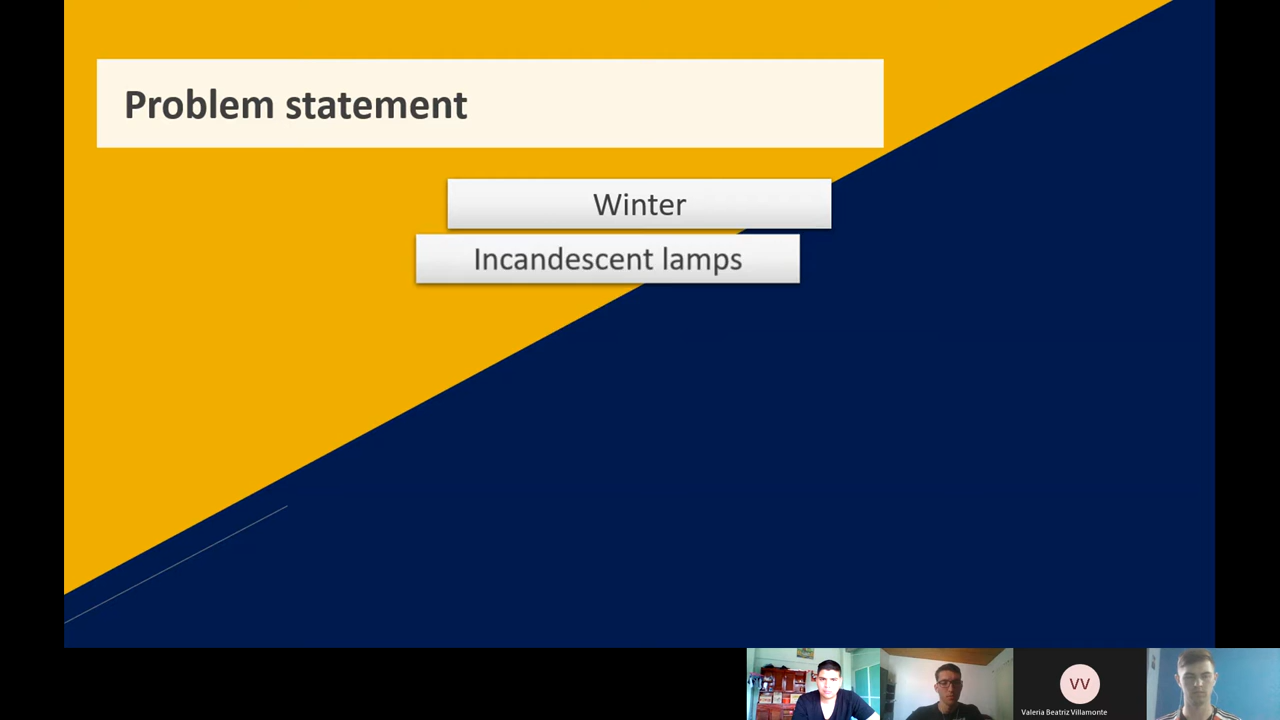 Problem statement
Winter
Incandescent lamps
VV
Valeria Beatriz Villamonte